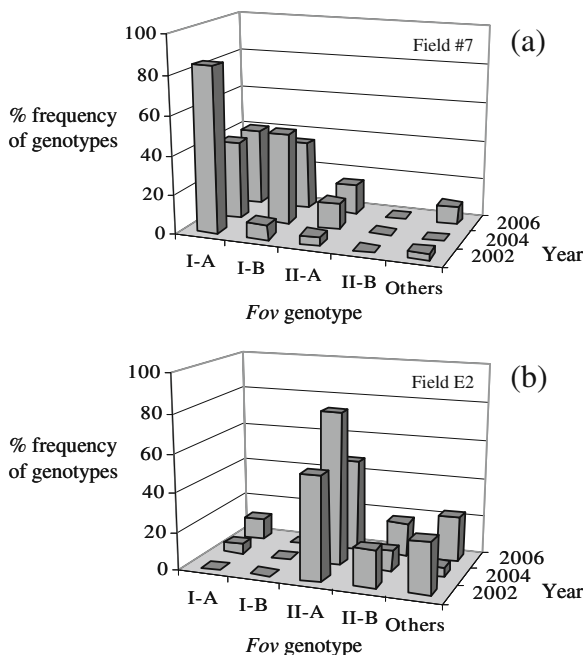 (a)
Field #7
100
80
60
40
20
0
% frequency
of genotypes
I-A
I-B
II-A
II-B
Others
2002
2004
2006
Year
Fov genotype
(b)
Field E2
100
80
60
40
20
0
% frequency
of genotypes
I-A
I-B
II-A
II-B
Others
2002
2004
2006
Year
Fov genotype